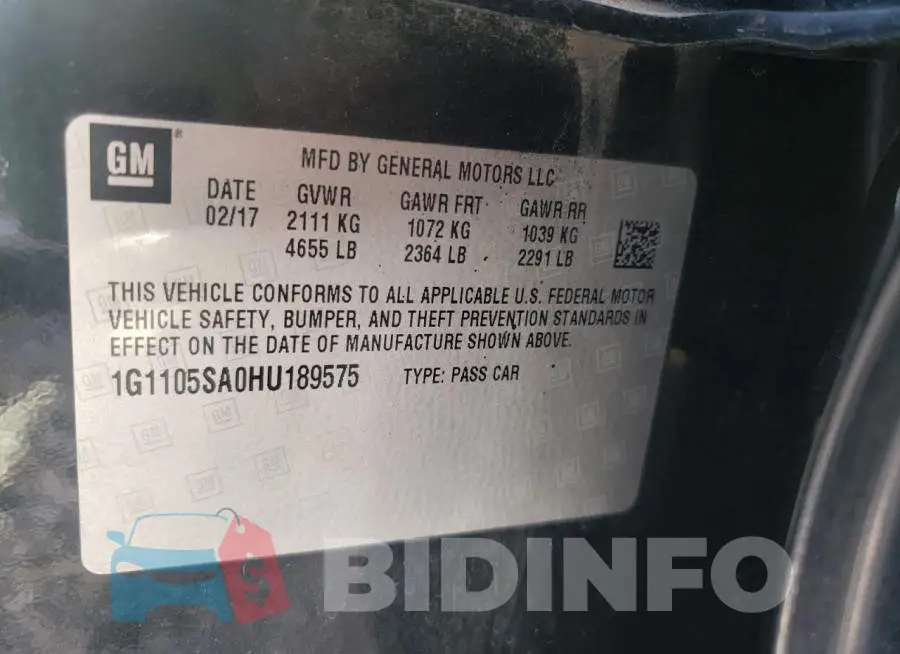 GM
MFD BY GENERAL MOTORS LLC
DATE GVWR GAWR FRT GAWR RR
02/17 2111 KG 1072 KG 1039 KG
4655 LB 2364 LB 2291 LB
THIS VEHICLE CONFORMS TO ALL APPLICABLE U.S. FEDERAL MOTOR
VEHICLE SAFETY, BUMPER, AND THEFT PREVENTION STANDARDS IN
EFFECT ON THE DATE OF MANUFACTURE SHOWN ABOVE.
1G1105SA0HU189575 TYPE: PASS CAR
$ BIDINFO